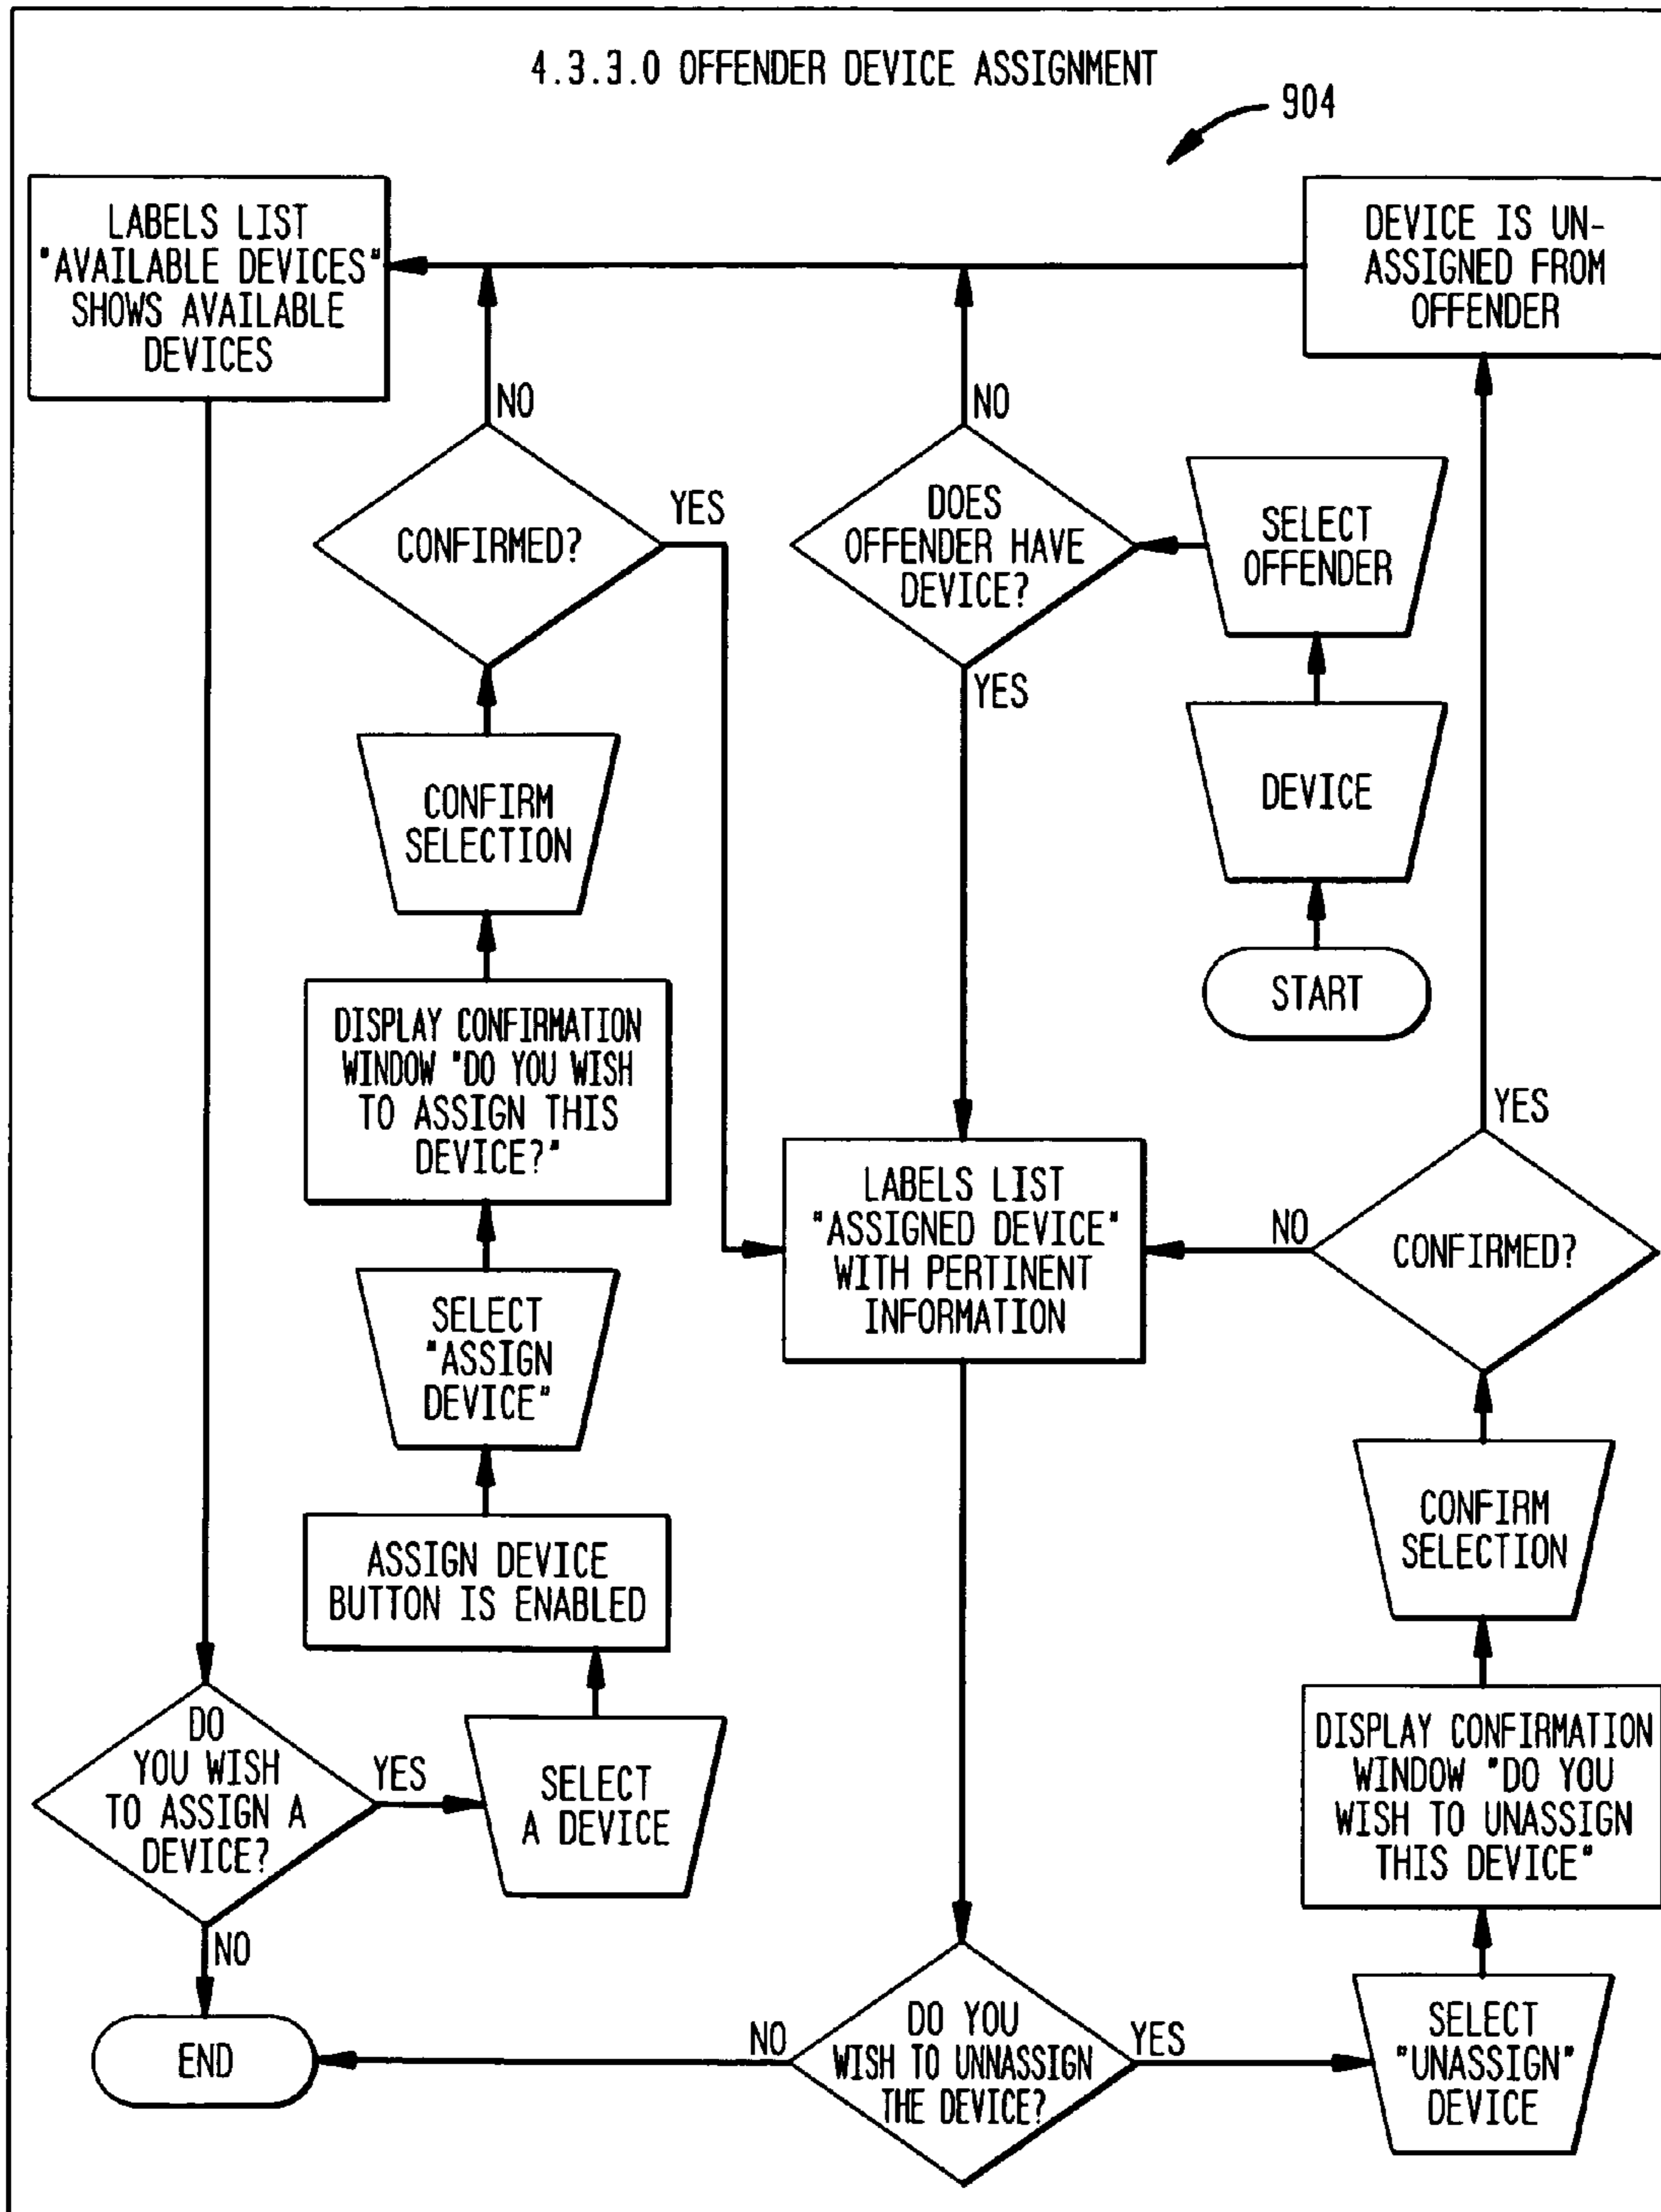 4.3.3.0 OFFENDER DEVICE ASSIGNMENT
904
LABELS LIST
"AVAILABLE DEVICES"
SHOWS AVAILABLE
DEVICES
DEVICE IS UN-
ASSIGNED FROM
OFFENDER
NO
NO
CONFIRMED?
YES
DOES
OFFENDER HAVE
DEVICE?
YES
SELECT
OFFENDER
DEVICE
START
CONFIRM
SELECTION
DISPLAY CONFIRMATION
WINDOW "DO YOU WISH
TO ASSIGN THIS
DEVICE?"
SELECT
"ASSIGN
DEVICE"
ASSIGN DEVICE
BUTTON IS ENABLED
LABELS LIST
"ASSIGNED DEVICE"
WITH PERTINENT
INFORMATION
YES
NO
CONFIRMED?
CONFIRM
SELECTION
DISPLAY CONFIRMATION
WINDOW "DO YOU
WISH TO UNASSIGN
THIS DEVICE"
DO
YOU WISH
TO ASSIGN A
DEVICE?
YES
SELECT
A DEVICE
NO
END
NO
DO YOU
WISH TO UNNASSIGN
THE DEVICE?
YES
SELECT
"UNASSIGN"
DEVICE